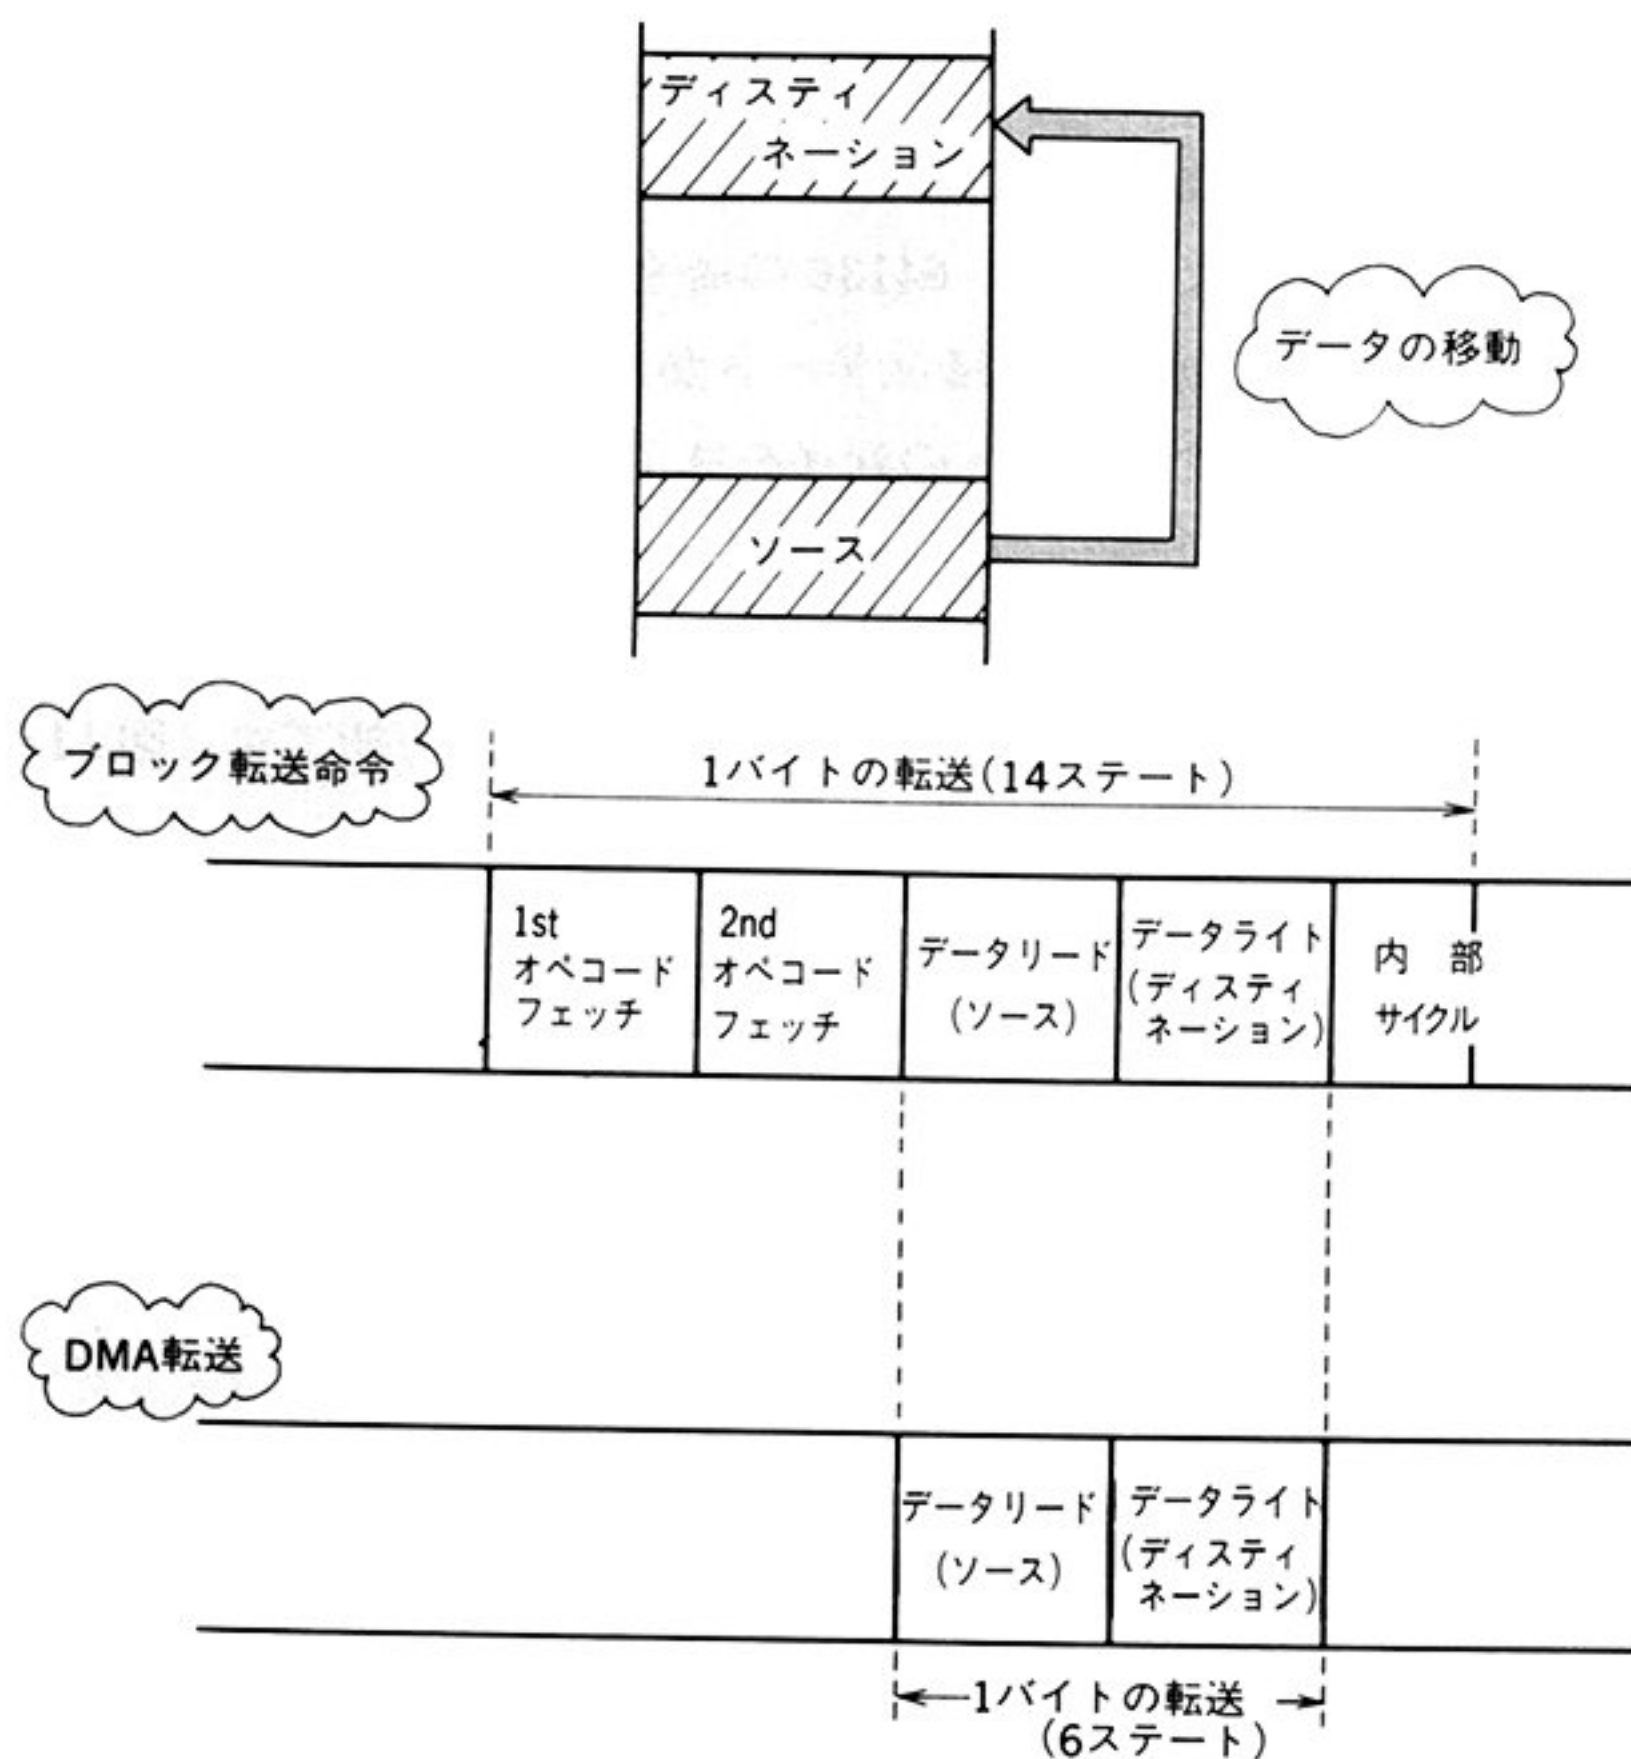 ディスティ
ネーション
データの移動
ソース
ブロック転送命令
1バイトの転送(14ステート)
1st
オペコード
フェッチ
2nd
オペコード
フェッチ
データリード
(ソース)
データライト
(ディスティ
ネーション)
内 部
サイクル
DMA転送
データリード
(ソース)
データライト
(ディスティ
ネーション)
1バイトの転送
(6ステート)